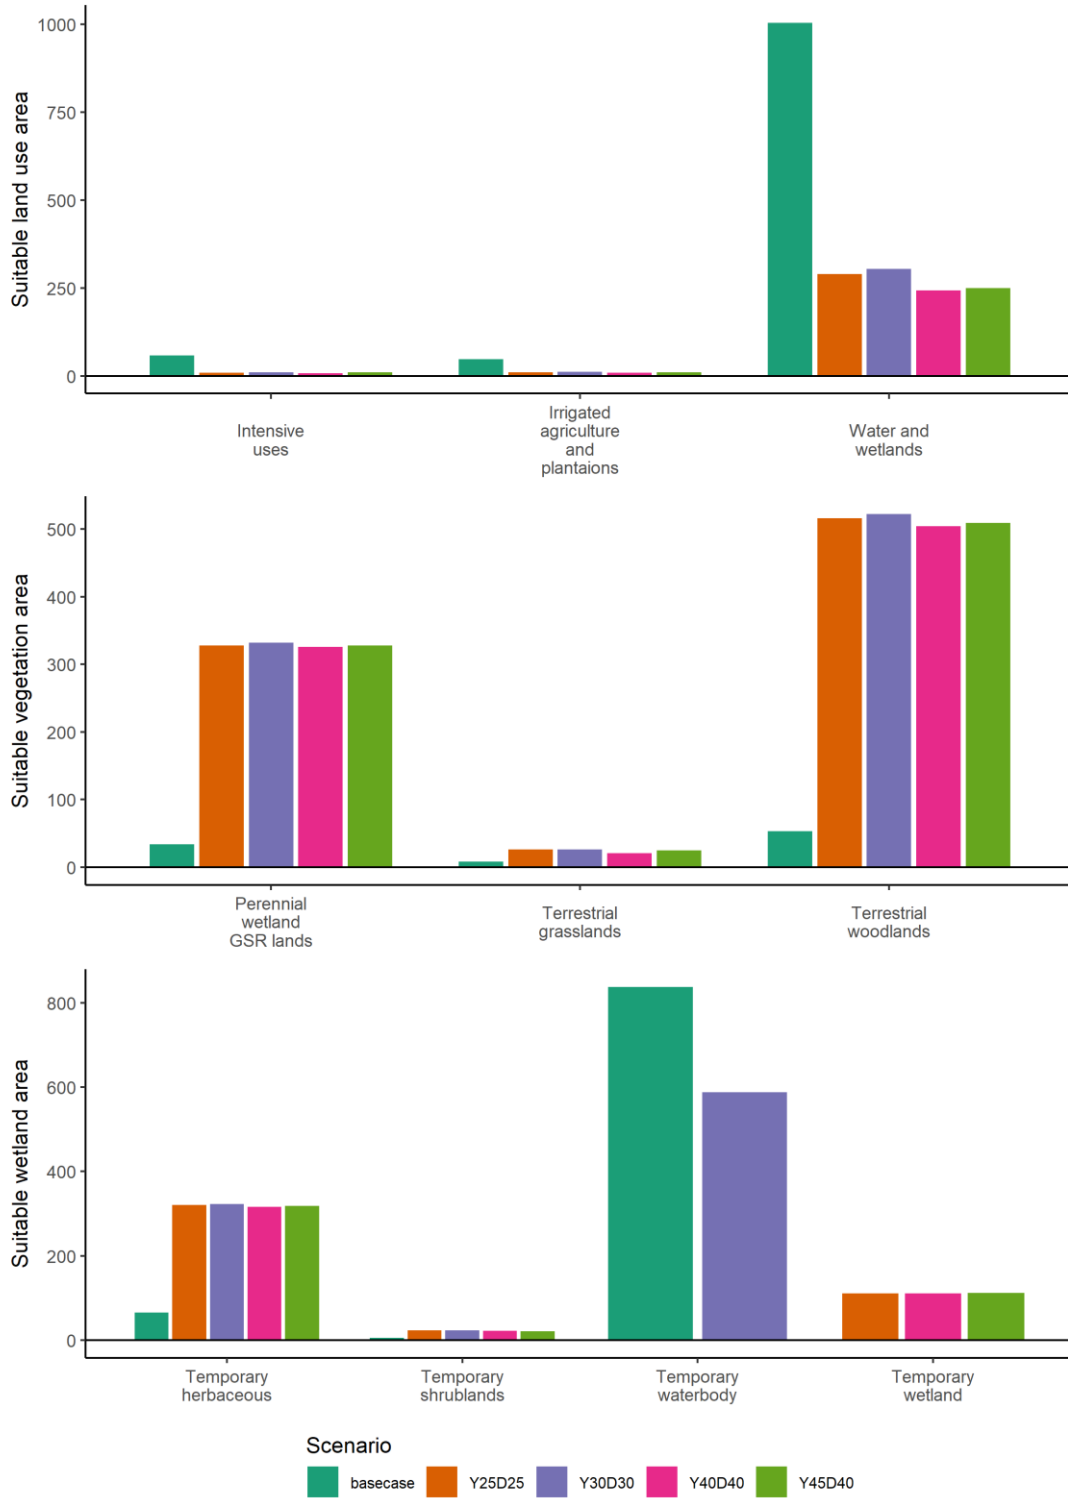 Suitable land use area
1000
750
500
250
0
Intensive
uses
Irrigated
agriculture
and
plantaions
Water and
wetlands
Suitable vegetation area
500
400
300
200
100
0
Perennial
wetland
GSR lands
Terrestrial
grasslands
Terrestrial
woodlands
Suitable wetland area
800
600
400
200
0
Temporary
herbaceous
Temporary
shrublands
Temporary
waterbody
Temporary
wetland
Scenario
basecase
Y25D25
Y30D30
Y40D40
Y45D40